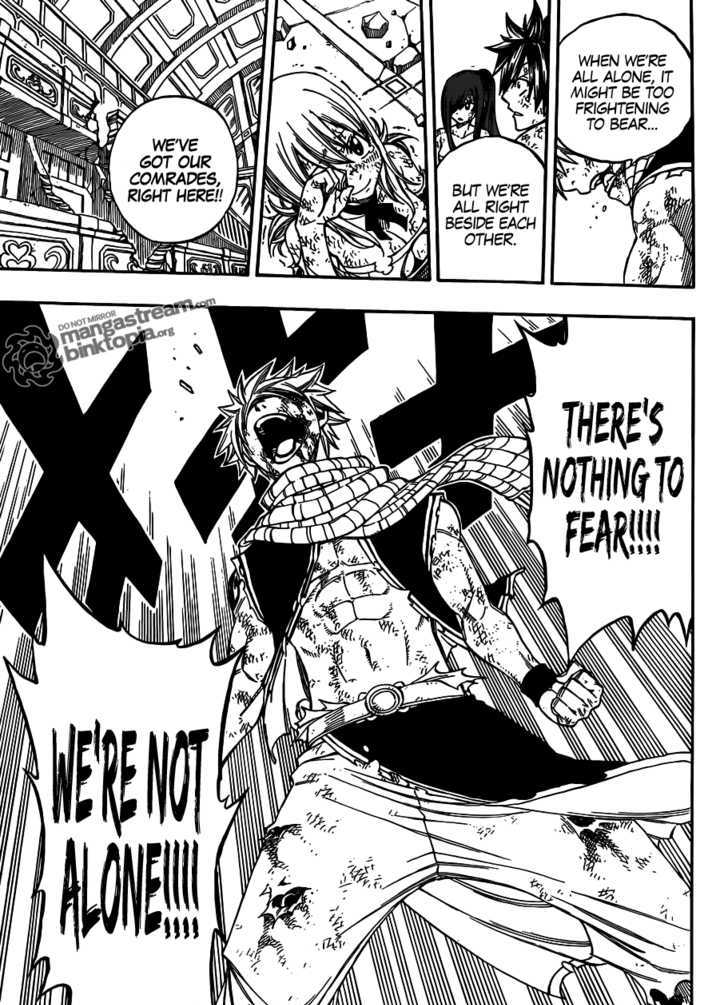 WHEN WE'RE
ALL ALONE, IT
MIGHT BE TOO
FRIGHTENING
TO BEAR...
BUT WE'RE
ALL RIGHT
BESIDE EACH
OTHER.
WE'VE
GOT OUR
COMRADES,
RIGHT HERE!!
DO NOT MIRROR
mangastream.com
binktopia.org
THERE'S
NOTHING TO
FEAR!!!!
WE'RE NOT
ALONE!!!!